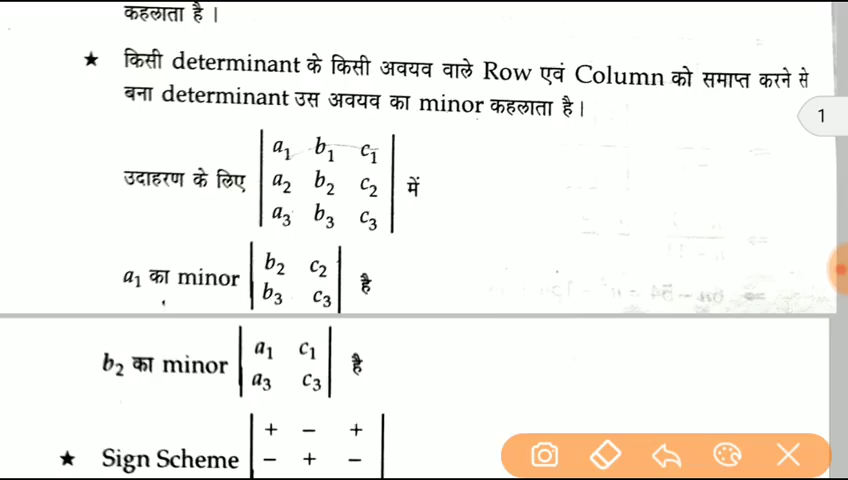 कहलाता है ।
★ किसी determinant के किसी अवयव वाले Row एवं Column को समाप्त करने से
बना determinant उस अवयव का minor कहलाता है ।
1
a₁ b₁ c₁
उदाहरण के लिए a₂ b₂ c₂ में
a₃ b₃ c₃
a₁ का minor b₂ c₂ है
b₃ c₃
b₂ का minor a₁ c₁ है
a₃ c₃
+ − +
★ Sign Scheme − + −